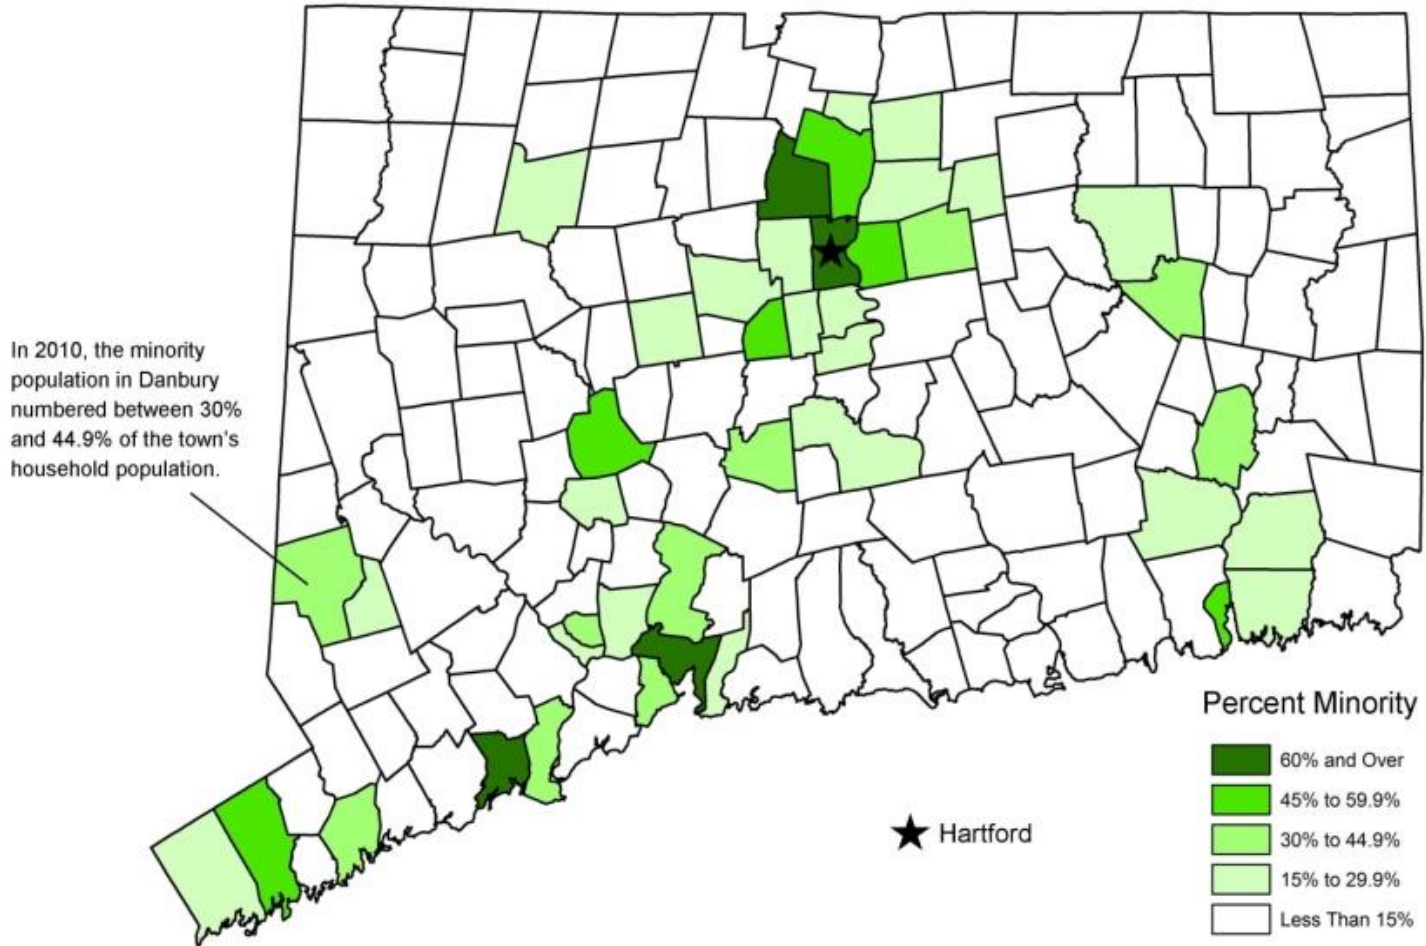 In 2010, the minority
population in Danbury
numbered between 30%
and 44.9% of the town's
household population.
Percent Minority
60% and Over
45% to 59.9%
30% to 44.9%
15% to 29.9%
Less Than 15%
Hartford